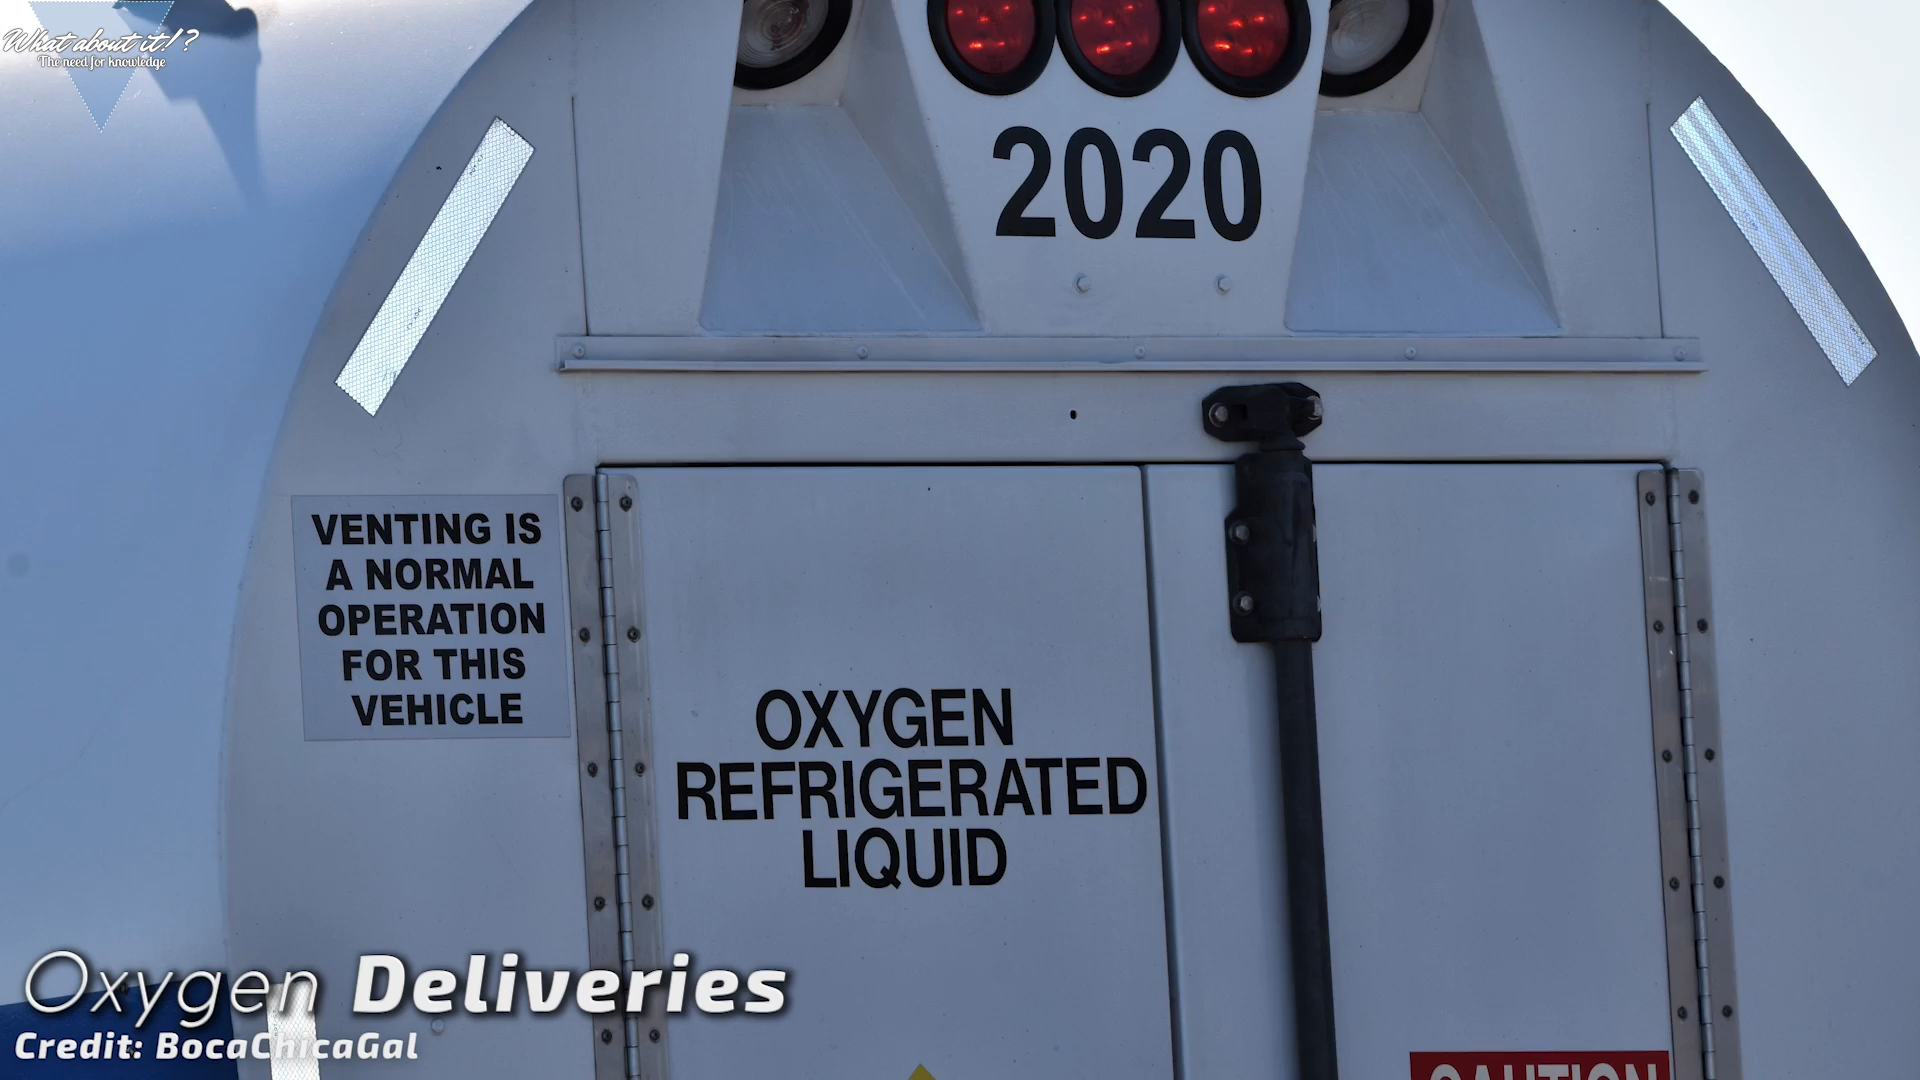 What about it!?
The need for knowledge
2020
VENTING IS
A NORMAL
OPERATION
FOR THIS
VEHICLE
OXYGEN
REFRIGERATED
LIQUID
Oxygen Deliveries
Credit: BocaChicaGal
CAUTION